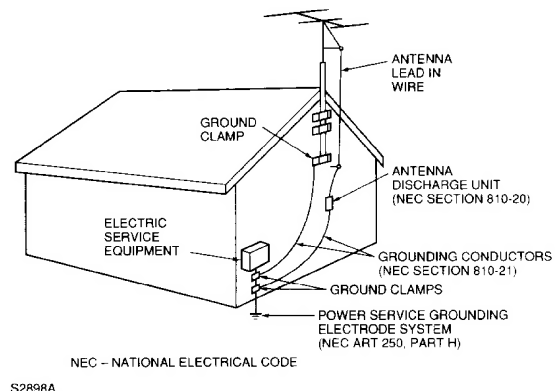 ANTENNA
LEAD IN
WIRE
GROUND
CLAMP
ANTENNA
DISCHARGE UNIT
(NEC SECTION 810-20)
ELECTRIC
SERVICE
EQUIPMENT
GROUNDING CONDUCTORS
(NEC SECTION 810-21)
GROUND CLAMPS
POWER SERVICE GROUNDING
ELECTRODE SYSTEM
(NEC ART 250, PART H)
NEC – NATIONAL ELECTRICAL CODE
S2898A